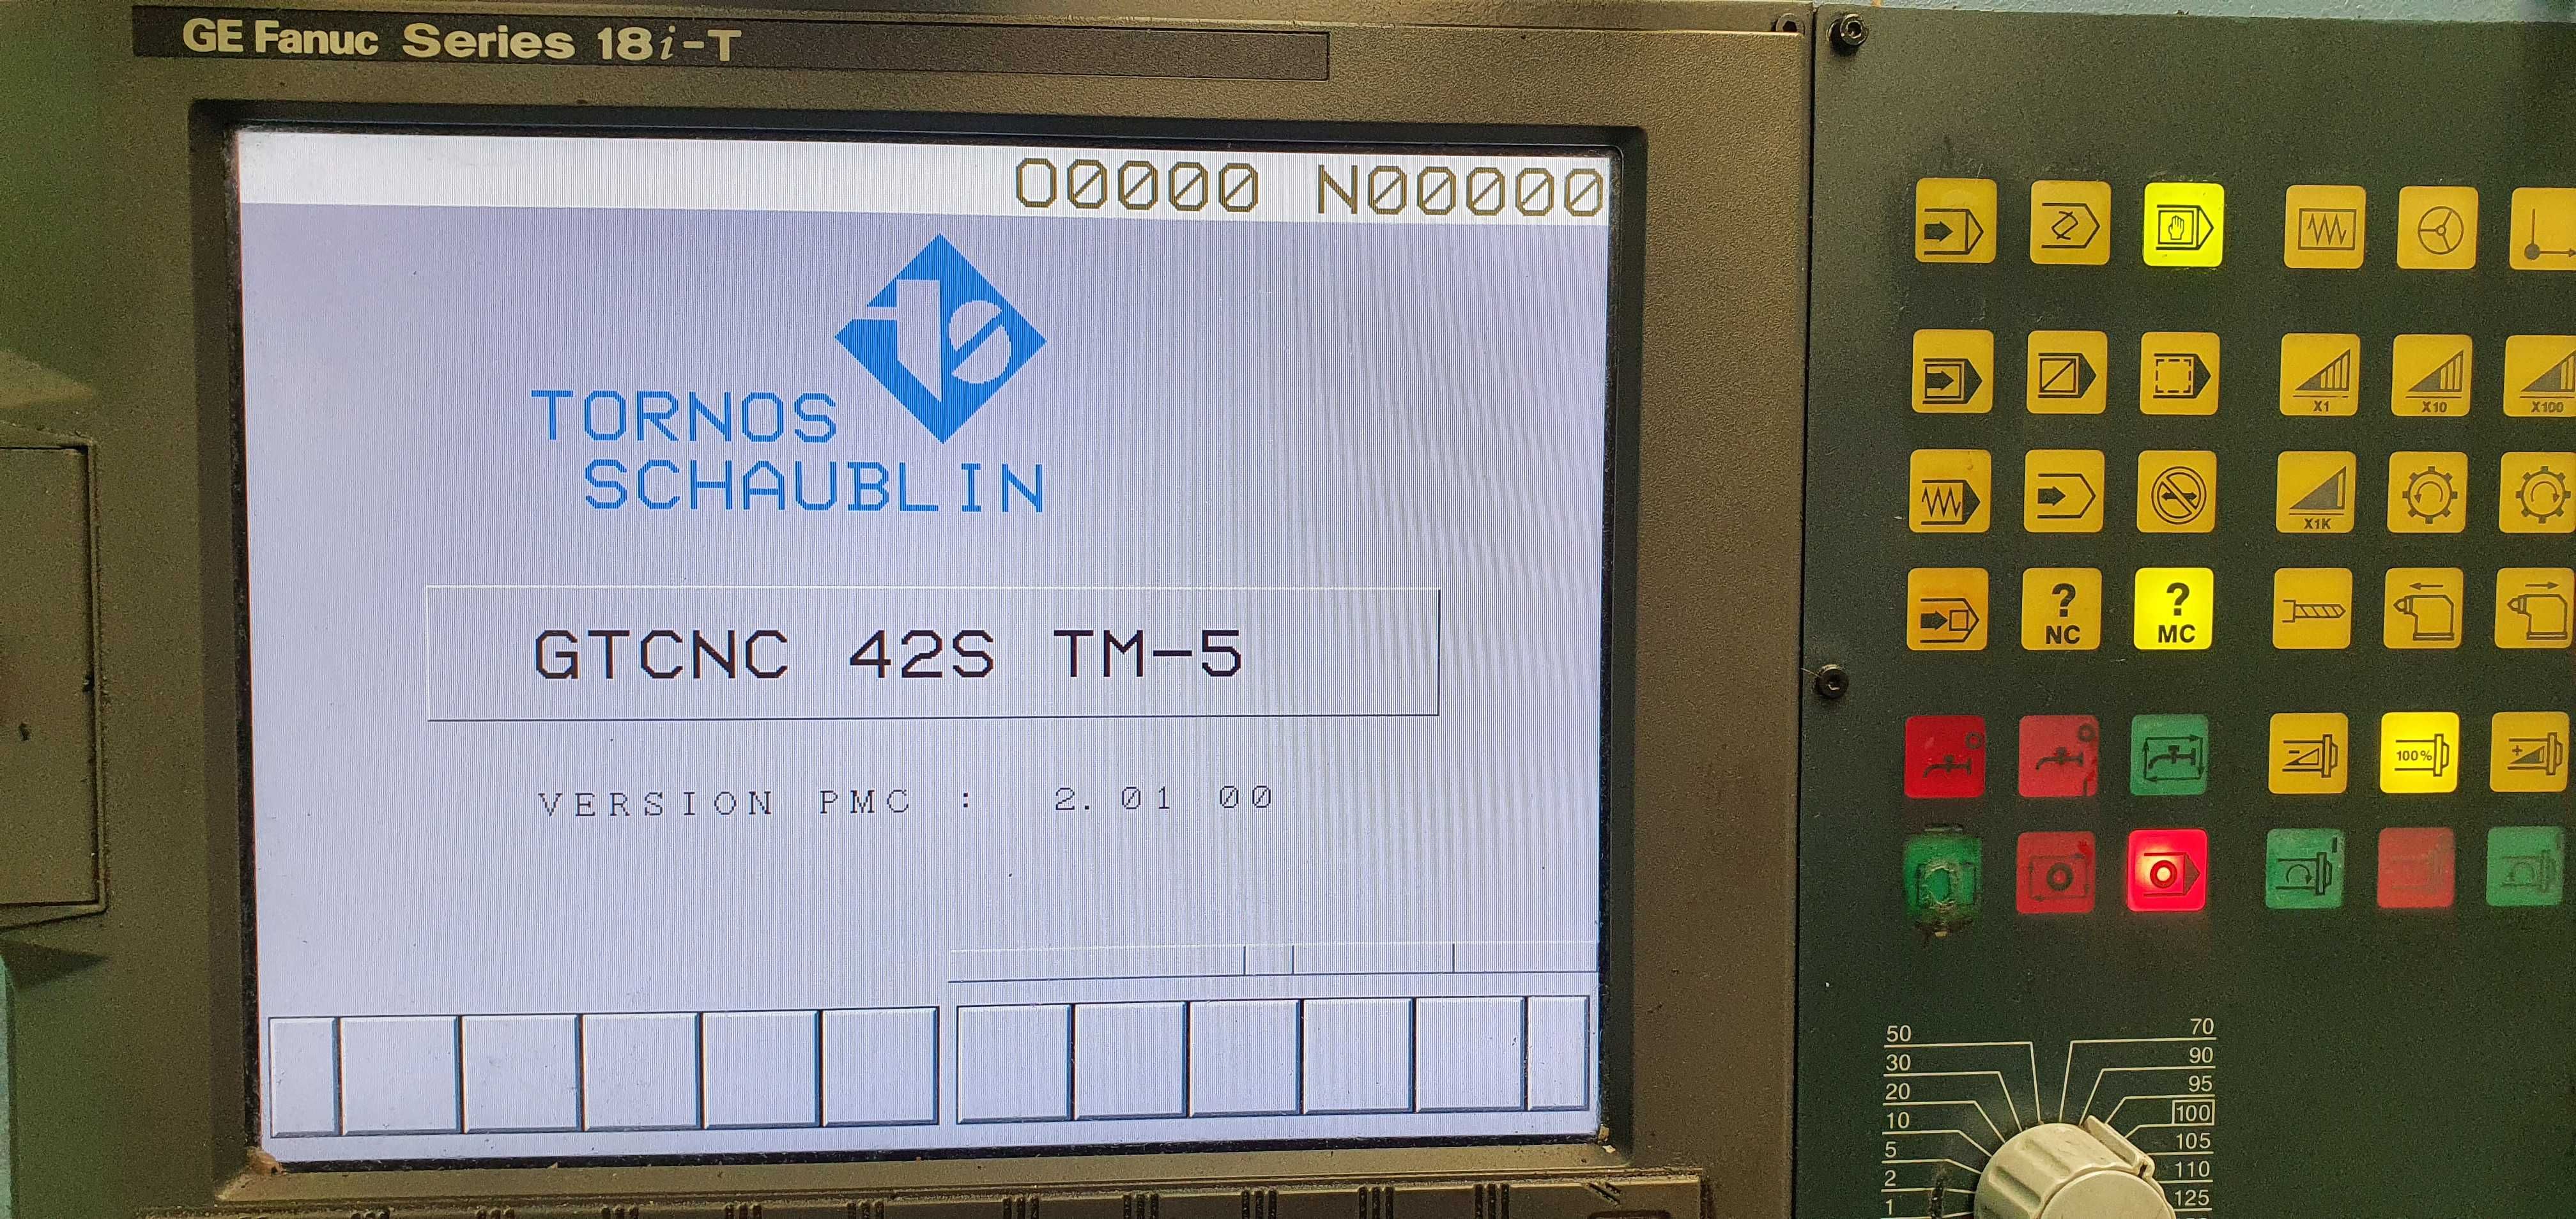 GE Fanuc Series 18i-T
O0000 N00000
TORNOS
SCHAUBLIN
GTCNC 42S TM-5
VERSION PMC : 2.01 00
X1 X10 X100
X1K
? NC
? MC
100%
50 70
30 90
20 95
10 100
5 105
2 110
1 125